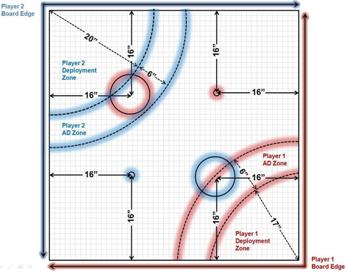 Player 2
Board Edge
20"
16"
Player 2
Deployment
Zone
6"
16"
16"
16"
Player 2
AD Zone
Player 1
AD Zone
16"
6"
16"
16"
16"
17"
Player 1
Deployment
Zone
Player 1
Board Edge